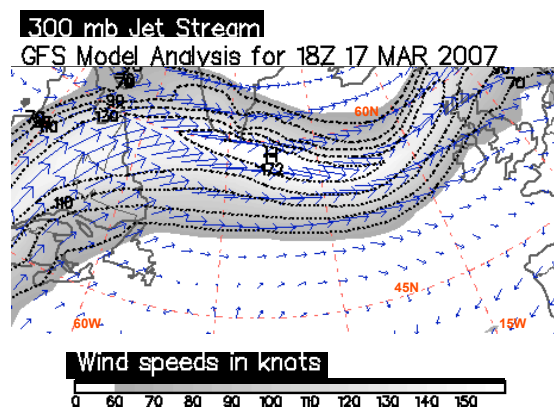 300 mb Jet Stream
GFS Model Analysis for 18Z 17 MAR 2007
70
90
130
60N
70
H
172
110
45N
60W
15W
Wind speeds in knots
0 60 70 80 90 100 110 120 130 140 150